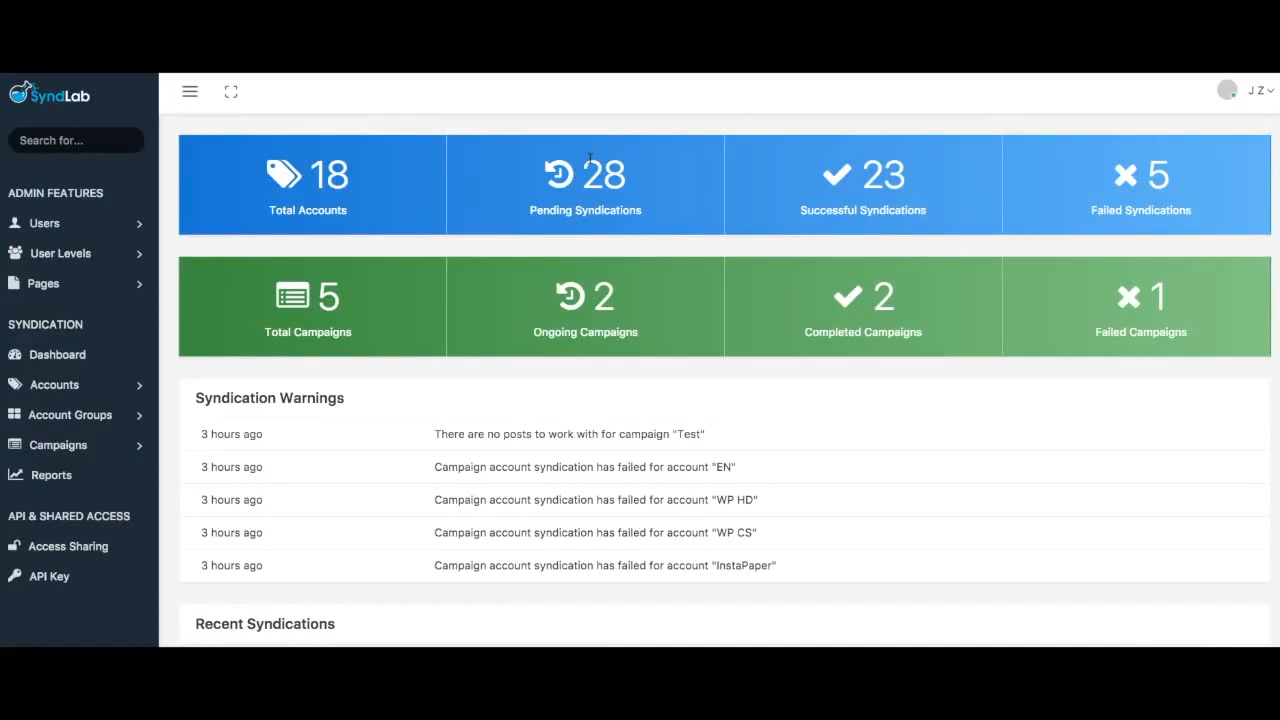 SyndLab
J Z
Search for...
ADMIN FEATURES
Users
User Levels
Pages
SYNDICATION
Dashboard
Accounts
Account Groups
Campaigns
Reports
API & SHARED ACCESS
Access Sharing
API Key
18
Total Accounts
28
Pending Syndications
23
Successful Syndications
5
Failed Syndications
5
Total Campaigns
2
Ongoing Campaigns
2
Completed Campaigns
1
Failed Campaigns
Syndication Warnings
3 hours ago There are no posts to work with for campaign "Test"
3 hours ago Campaign account syndication has failed for account "EN"
3 hours ago Campaign account syndication has failed for account "WP HD"
3 hours ago Campaign account syndication has failed for account "WP CS"
3 hours ago Campaign account syndication has failed for account "InstaPaper"
Recent Syndications